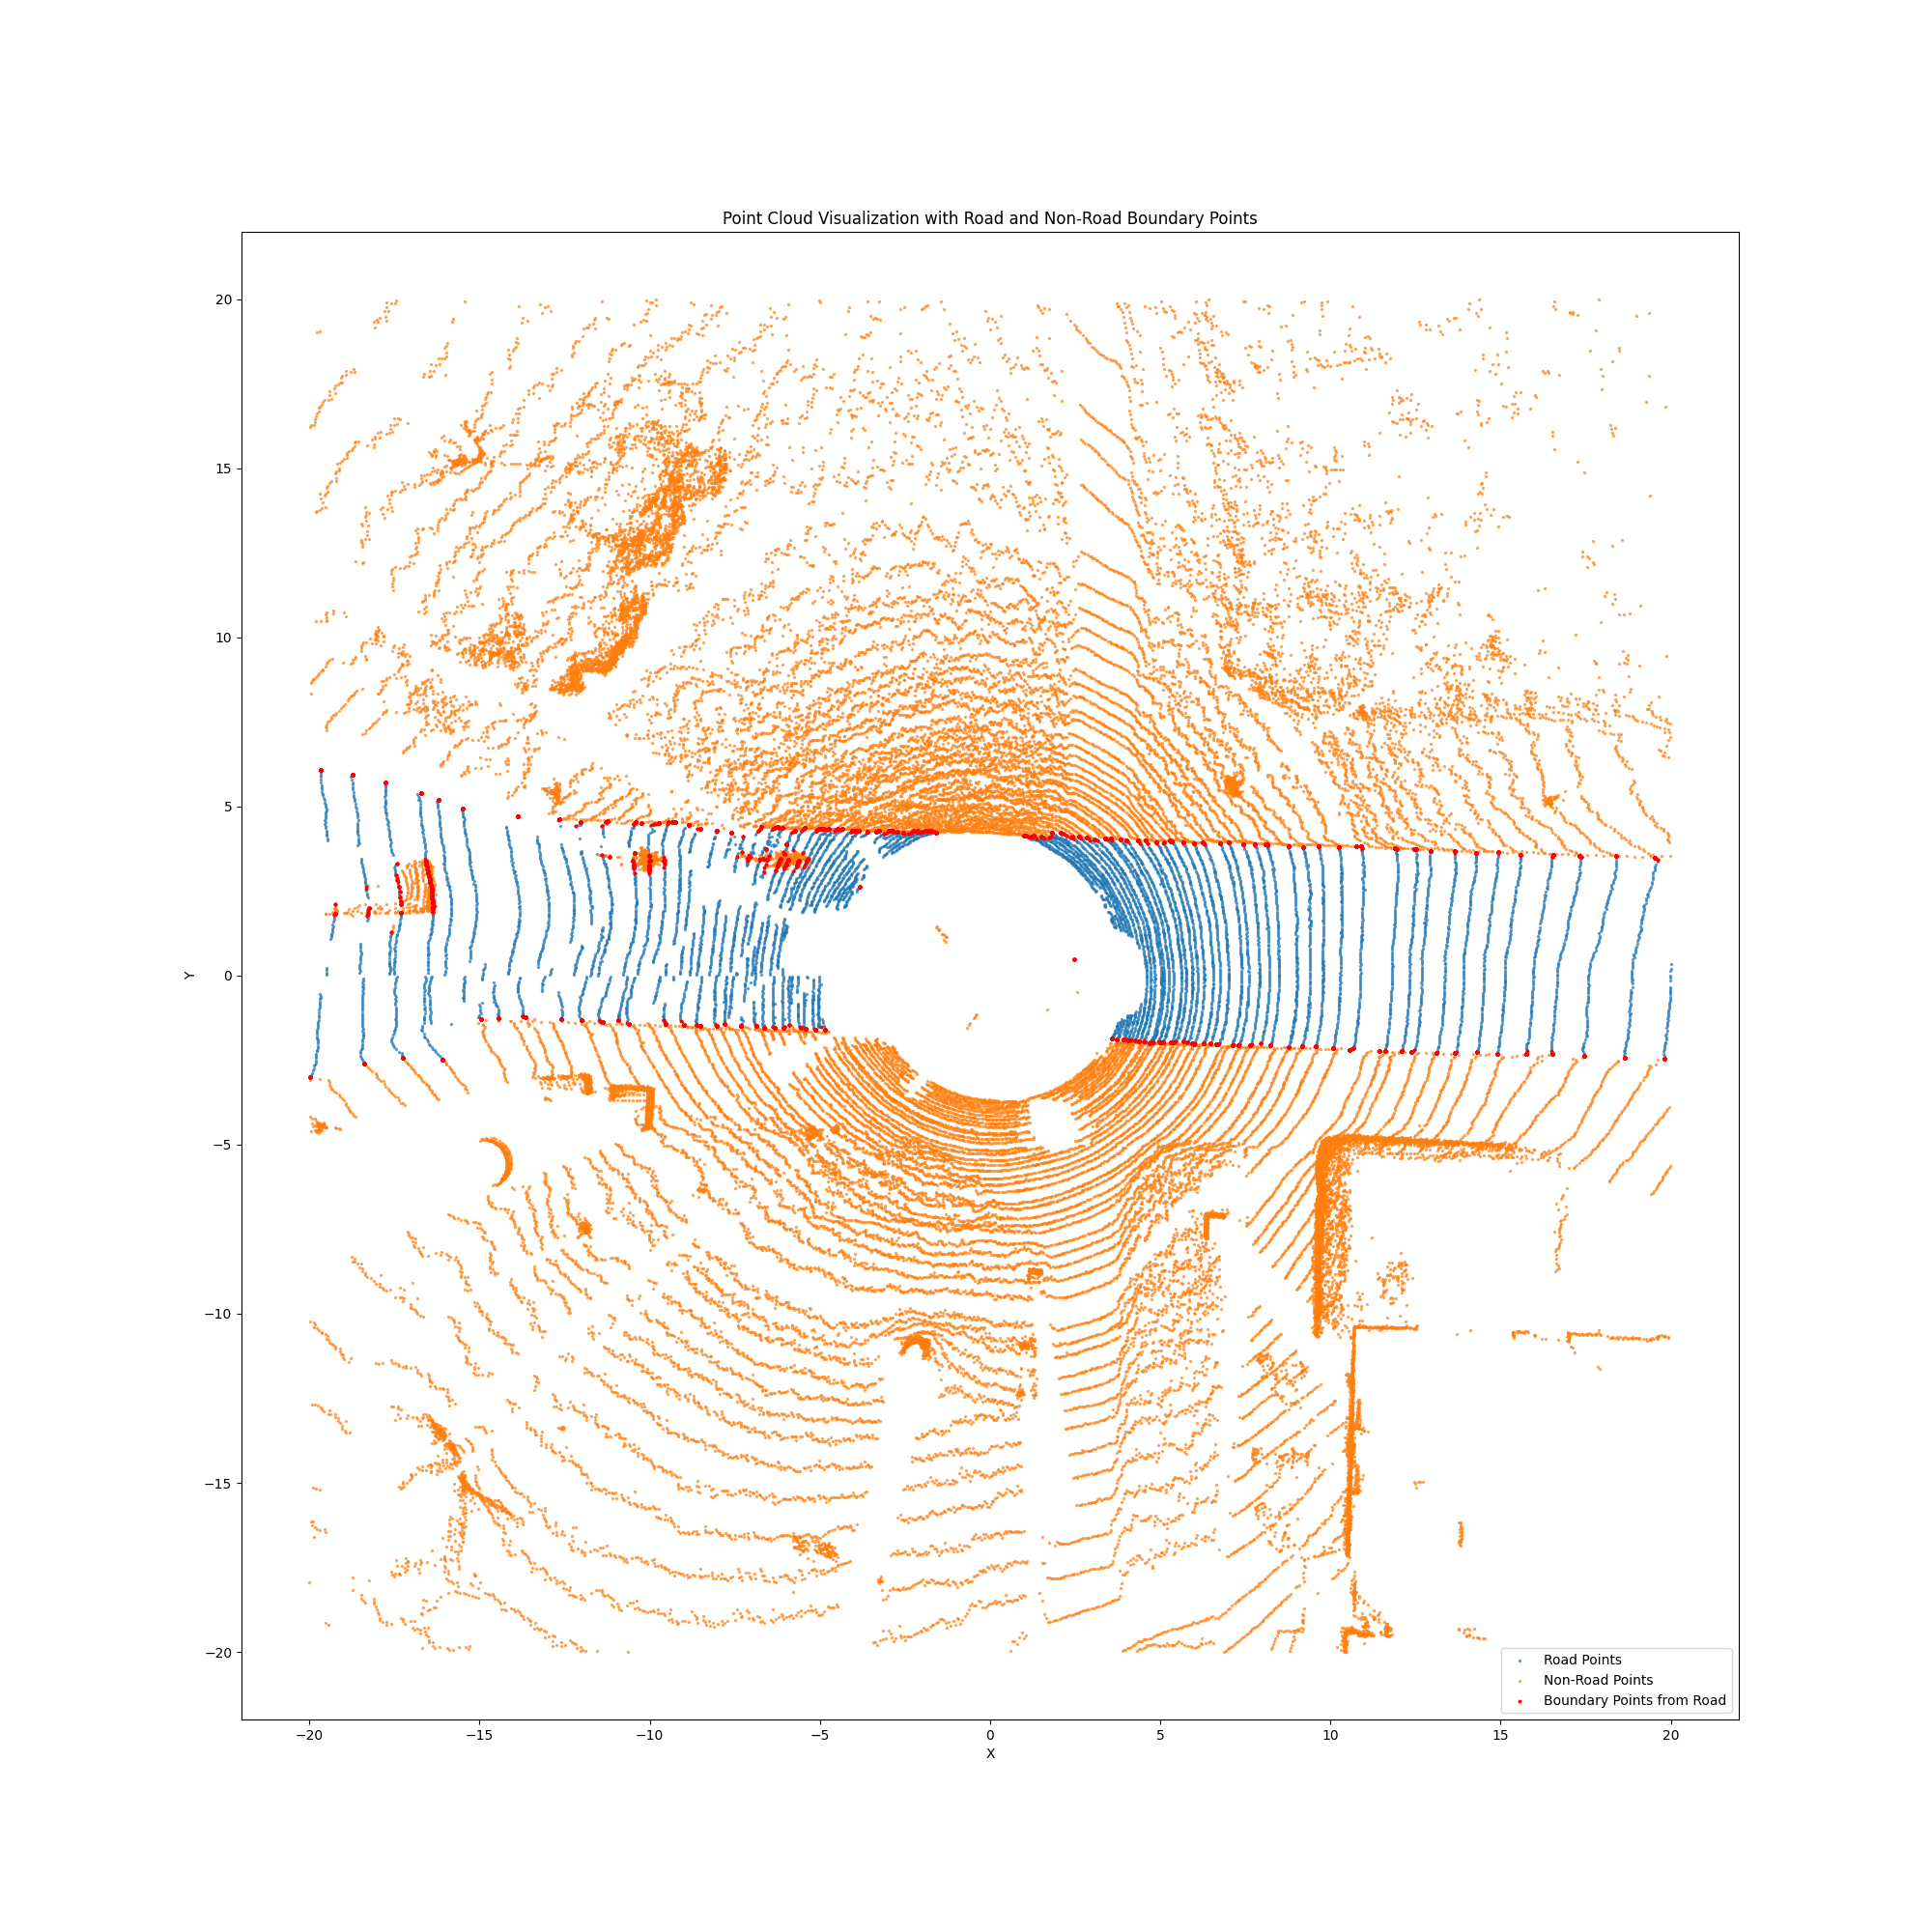 Point Cloud Visualization with Road and Non-Road Boundary Points
20
15
10
5
0
−5
−10
−15
−20
Y
−20 −15 −10 −5 0 5 10 15 20
X
Road Points
Non-Road Points
Boundary Points from Road